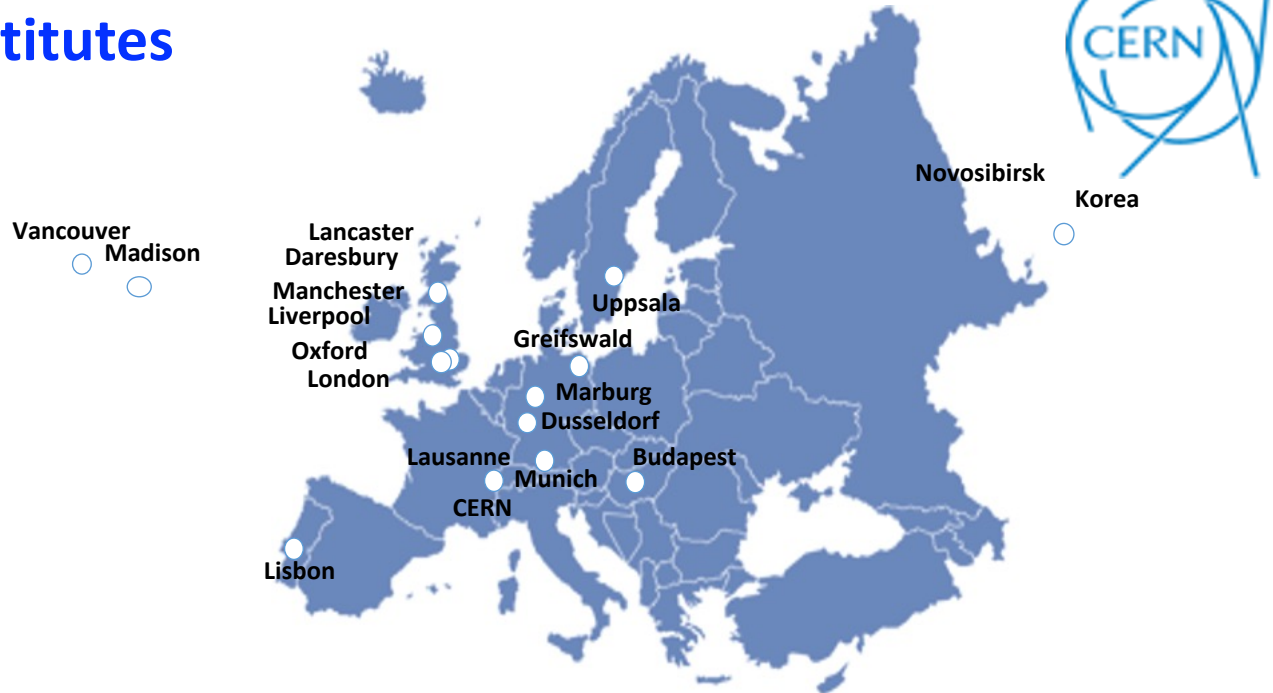 titutes
CERN
Novosibirsk
Korea
Vancouver
Madison
Lancaster
Daresbury
Manchester
Liverpool
Oxford
London
Uppsala
Greifswald
Marburg
Dusseldorf
Lausanne
Munich
Budapest
CERN
Lisbon